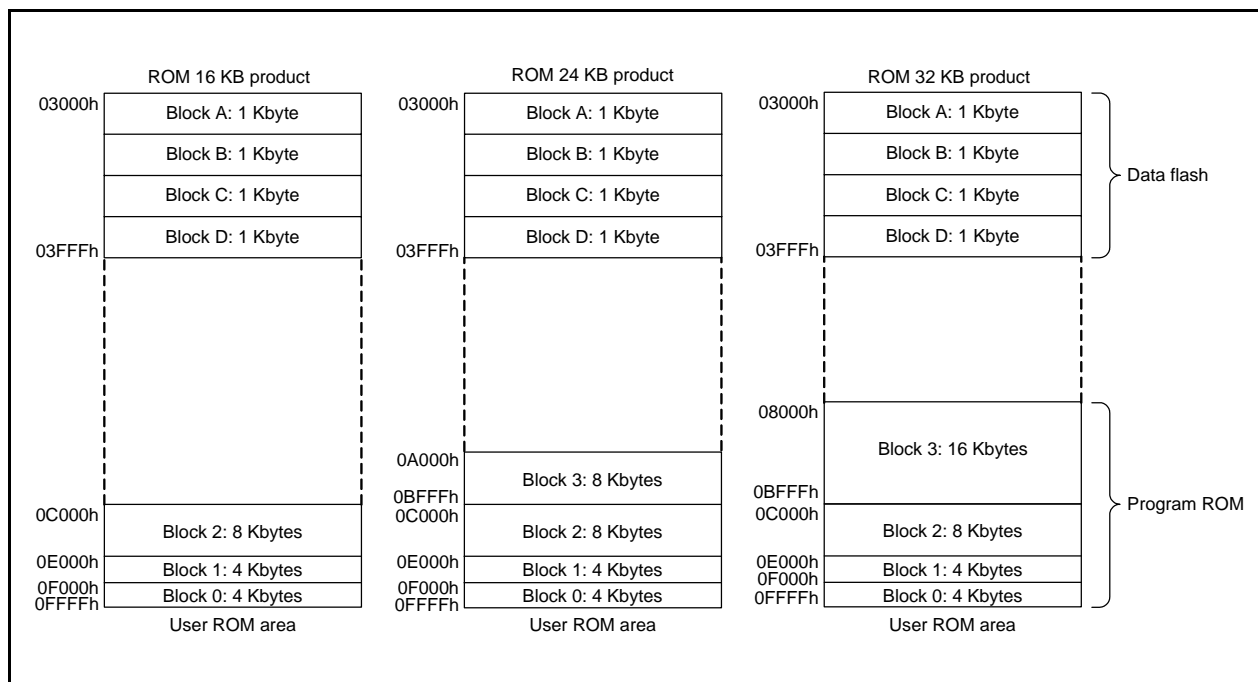 ROM 16 KB product
03000h
Block A: 1 Kbyte
Block B: 1 Kbyte
Block C: 1 Kbyte
Block D: 1 Kbyte
03FFFh
0C000h
Block 2: 8 Kbytes
0E000h
Block 1: 4 Kbytes
0F000h
Block 0: 4 Kbytes
0FFFFh
User ROM area
ROM 24 KB product
03000h
Block A: 1 Kbyte
Block B: 1 Kbyte
Block C: 1 Kbyte
Block D: 1 Kbyte
03FFFh
0A000h
Block 3: 8 Kbytes
0BFFFh
0C000h
Block 2: 8 Kbytes
0E000h
Block 1: 4 Kbytes
0F000h
Block 0: 4 Kbytes
0FFFFh
User ROM area
ROM 32 KB product
03000h
Block A: 1 Kbyte
Block B: 1 Kbyte
Block C: 1 Kbyte
Block D: 1 Kbyte
03FFFh
Data flash
08000h
Block 3: 16 Kbytes
0BFFFh
0C000h
Block 2: 8 Kbytes
0E000h
Block 1: 4 Kbytes
0F000h
Block 0: 4 Kbytes
0FFFFh
Program ROM
User ROM area